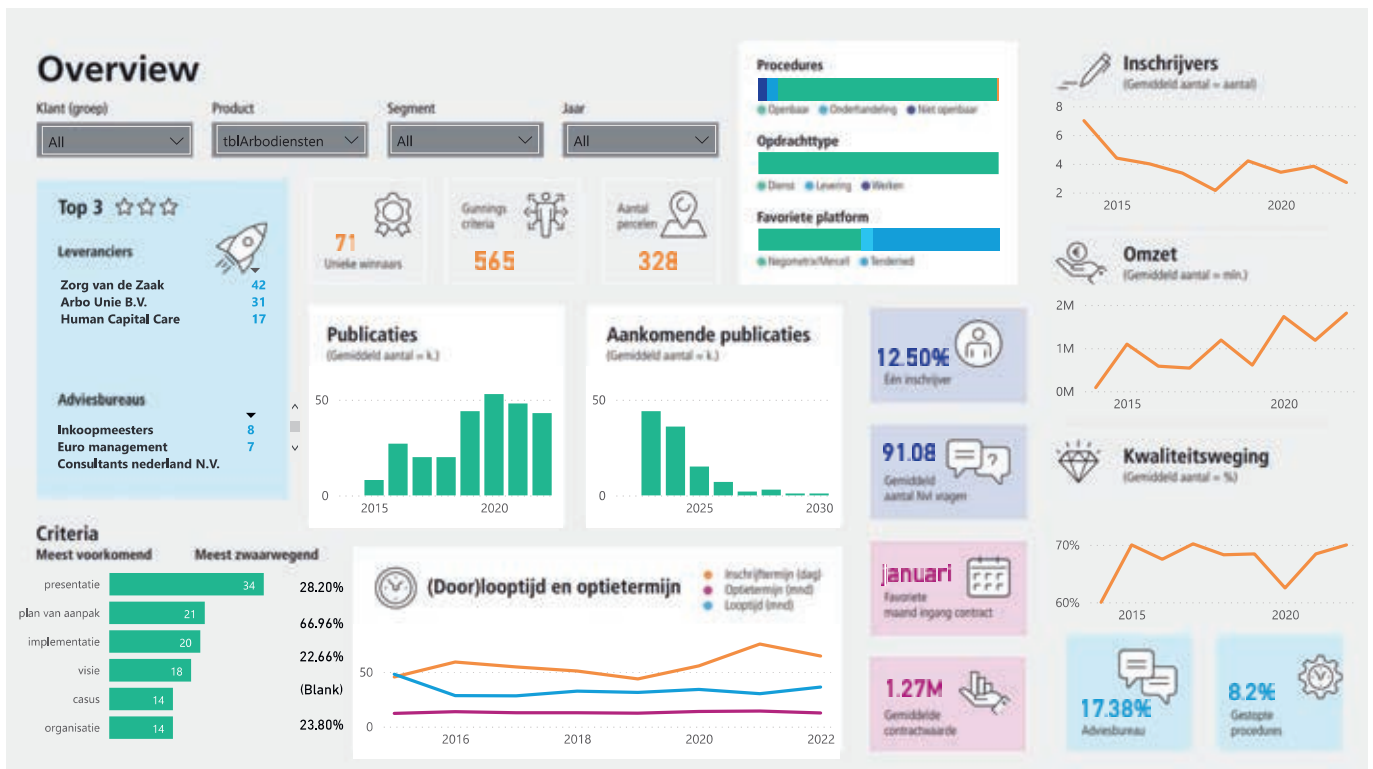 Overview
Klant (groep) Product Segment Jaar
All tblArbodiensten All All
Top 3
Leveranciers
Zorg van de Zaak 42
Arbo Unie B.V. 31
Human Capital Care 17
Adviesbureaus
Inkoopmeesters 8
Euro management 7
Consultants nederland N.V.
71
Unieke winnaars
Gunnings
criteria
565
Aantal
percelen
328
Procedures
Openbaar Onderhandeling Niet openbaar
Opdrachttype
Dienst Levering Werken
Favoriete platform
Negometrix/Mercell Tenderned
Publicaties
(Gemiddeld aantal = k.)
50
0
2015 2020
Aankomende publicaties
(Gemiddeld aantal = k.)
50
0
2025 2030
12.50%
Eén inschrijver
91.08
Gemiddeld
aantal NvI vragen
januari
Favoriete
maand ingang contract
1.27M
Gemiddelde
contractwaarde
Criteria
Meest voorkomend Meest zwaarwegend
presentatie 34 28.20%
plan van aanpak 21 66.96%
implementatie 20 22.66%
visie 18 (Blank)
casus 14 23.80%
organisatie 14
(Door)looptijd en optietermijn
Inschrijftermijn (dag)
Optietermijn (mnd)
Looptijd (mnd)
50
0
2016 2018 2020 2022
Inschrijvers
(Gemiddeld aantal = aantal)
8
6
4
2
2015 2020
Omzet
(Gemiddeld aantal = mln.)
2M
1M
0M
2015 2020
Kwaliteitsweging
(Gemiddeld aantal = %)
70%
60%
2015 2020
17.38%
Adviesbureau
8.2%
Gestopte
procedures